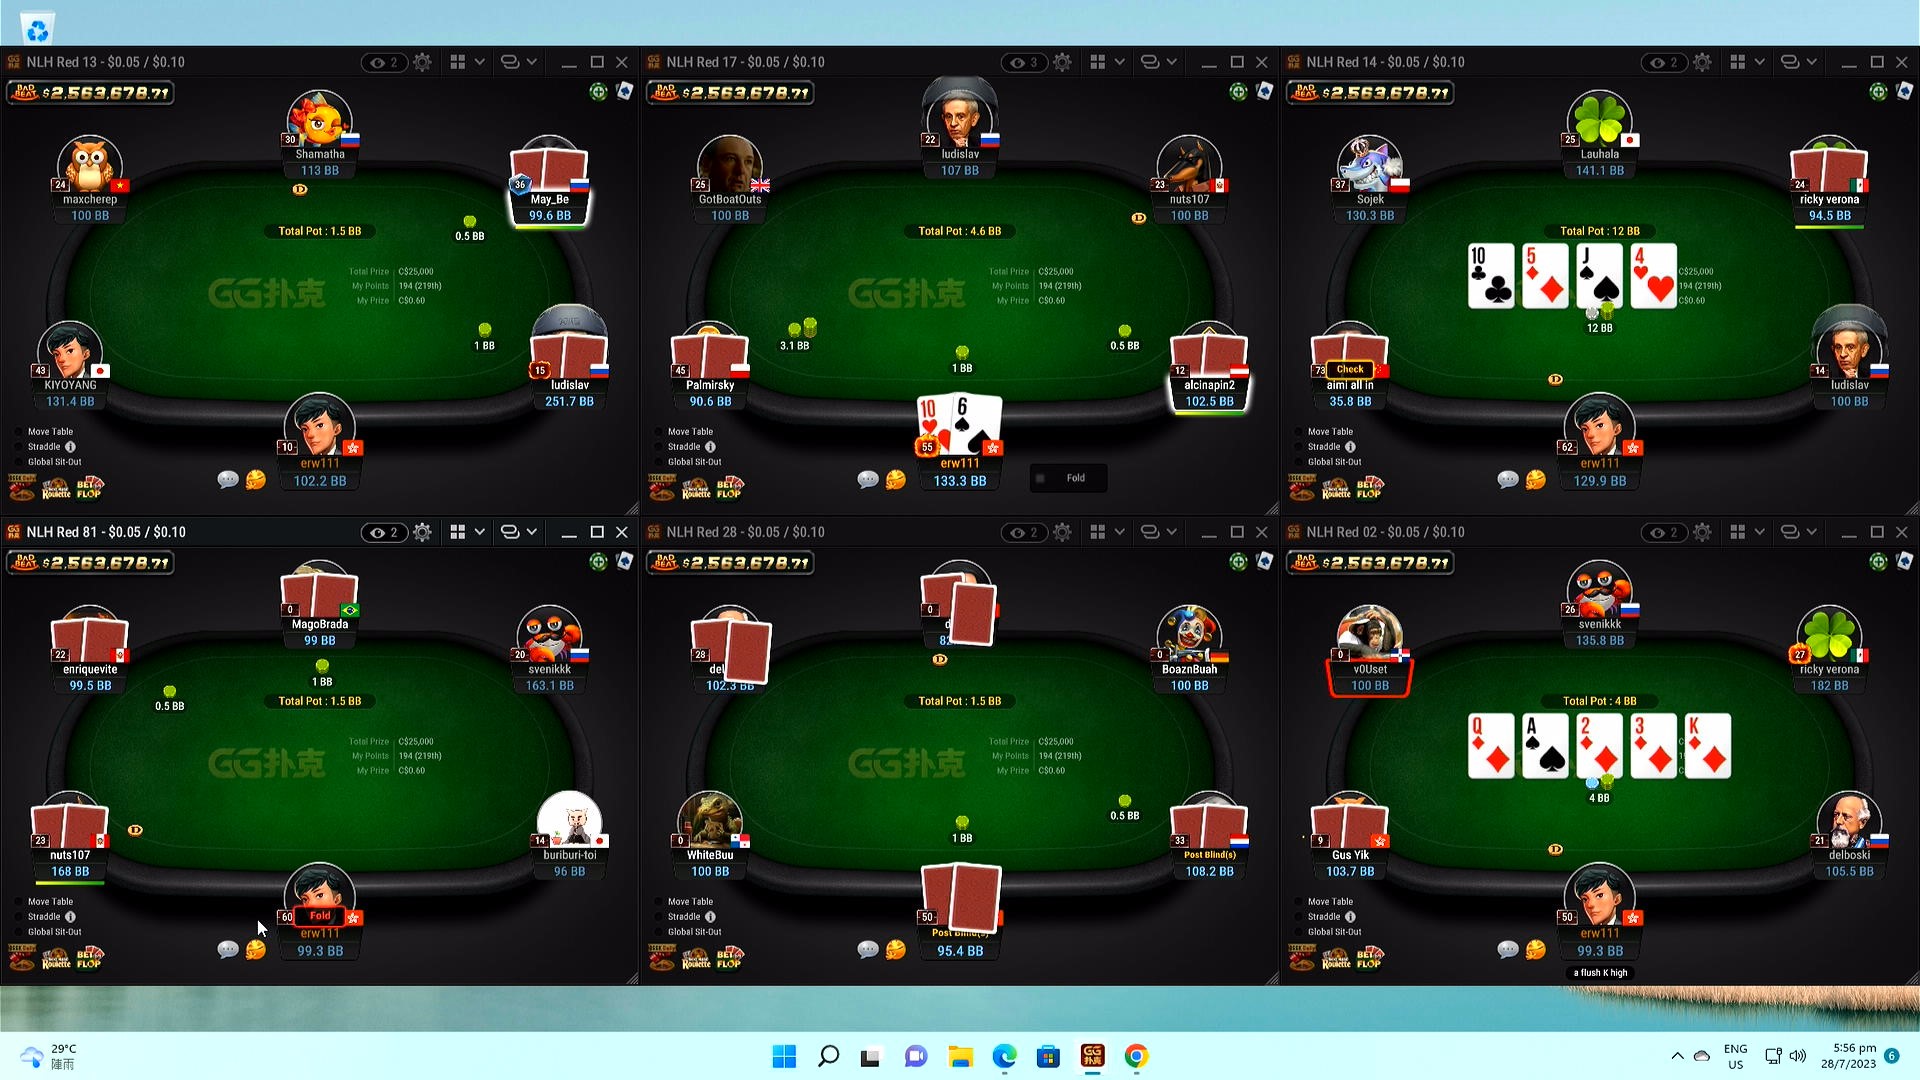 NLH Red 13 - $0.05 / $0.10
2
BAD BEAT $2,563,678.71
30
Shamatha
113 BB
24
maxcherep
100 BB
36
May_Be
99.6 BB
D
0.5 BB
Total Pot : 1.5 BB
GG扑克
Total Prize C$25,000
My Points 194 (219th)
My Prize C$0.60
1 BB
43
KIYOYANG
131.4 BB
15
ludislav
251.7 BB
Move Table
Straddle
Global Sit-Out
10
erw111
102.2 BB
Roulette
BET FLOP
NLH Red 17 - $0.05 / $0.10
3
BAD BEAT $2,563,678.71
22
ludislav
107 BB
25
GotBoatOuts
100 BB
23
nuts107
100 BB
D
Total Pot : 4.6 BB
GG扑克
Total Prize C$25,000
My Points 194 (219th)
My Prize C$0.60
3.1 BB
1 BB
0.5 BB
45
Palmirsky
90.6 BB
12
alcinapin2
102.5 BB
10 6
55
erw111
133.3 BB
Fold
Move Table
Straddle
Global Sit-Out
Roulette
BET FLOP
NLH Red 14 - $0.05 / $0.10
2
BAD BEAT $2,563,678.71
25
Lauhala
141.1 BB
37
Sojek
130.3 BB
24
ricky verona
94.5 BB
Total Pot : 12 BB
10 5 J 4
C$25,000
194 (219th)
C$0.60
12 BB
73
Check
aimi all in
35.8 BB
D
14
ludislav
100 BB
Move Table
Straddle
Global Sit-Out
62
erw111
129.9 BB
Roulette
BET FLOP
NLH Red 81 - $0.05 / $0.10
2
BAD BEAT $2,563,678.71
0
MagoBrada
99 BB
22
enriquevite
99.5 BB
20
svenikkk
163.1 BB
1 BB
0.5 BB
Total Pot : 1.5 BB
GG扑克
Total Prize C$25,000
My Points 194 (219th)
My Prize C$0.60
23
nuts107
168 BB
D
14
buriburi-toi
96 BB
Move Table
Straddle
Global Sit-Out
60
Fold
erw111
99.3 BB
Roulette
BET FLOP
NLH Red 28 - $0.05 / $0.10
2
BAD BEAT $2,563,678.71
0
28
102.3 BB
0
BoaznBuah
100 BB
D
Total Pot : 1.5 BB
GG扑克
Total Prize C$25,000
My Points 194 (219th)
My Prize C$0.60
1 BB
0.5 BB
0
WhiteBuu
100 BB
33
Post Blind(s)
108.2 BB
Move Table
Straddle
Global Sit-Out
50
95.4 BB
Roulette
BET FLOP
NLH Red 02 - $0.05 / $0.10
2
BAD BEAT $2,563,678.71
26
svenikkk
135.8 BB
0
v0Uset
100 BB
27
ricky verona
182 BB
Total Pot : 4 BB
Q A 2 3 K
4 BB
9
Gus Yik
103.7 BB
D
21
delboski
105.5 BB
Move Table
Straddle
Global Sit-Out
50
erw111
99.3 BB
a flush K high
Roulette
BET FLOP
29°C
陣雨
GG扑克
ENG
US
5:56 pm
28/7/2023
6